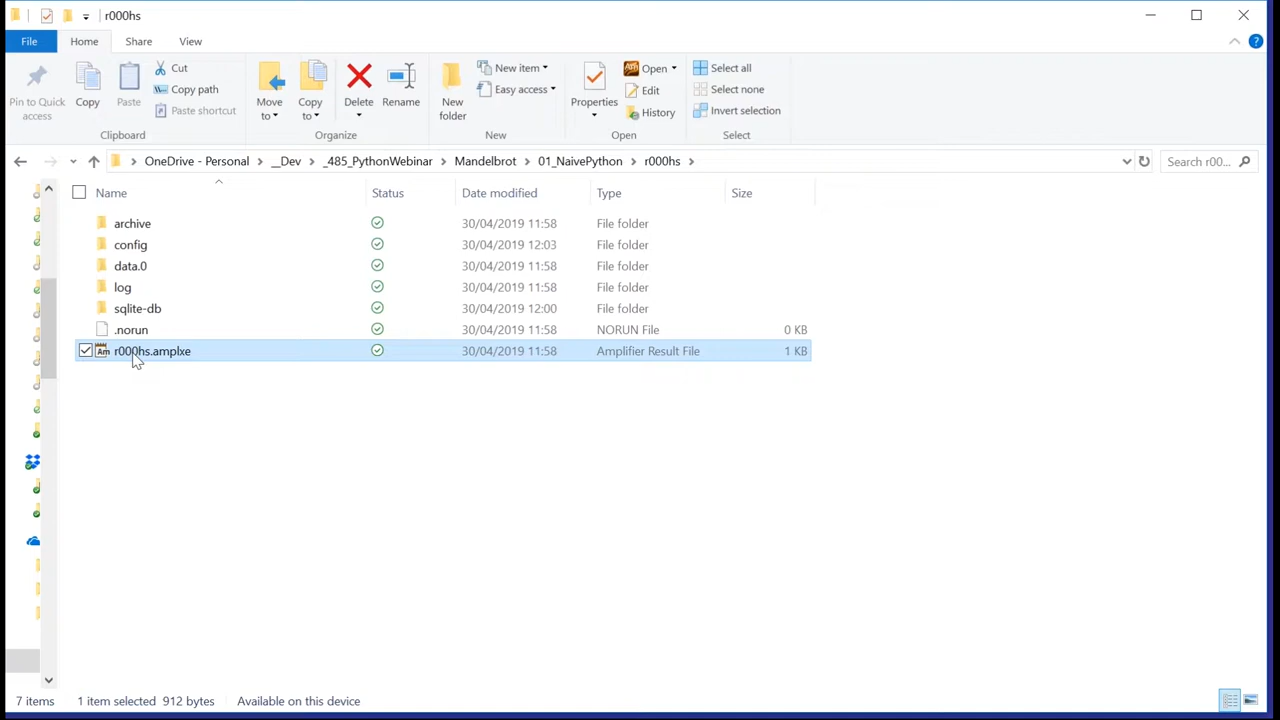 r000hs
File Home Share View
Pin to Quick access
Copy
Paste
Cut
Copy path
Paste shortcut
Clipboard
Move to
Copy to
Delete
Rename
Organize
New folder
New item
Easy access
New
Properties
Open
Edit
History
Open
Select all
Select none
Invert selection
Select
OneDrive - Personal > __Dev > _485_PythonWebinar > Mandelbrot > 01_NaivePython > r000hs >
Search r00...
Name Status Date modified Type Size
archive 30/04/2019 11:58 File folder
config 30/04/2019 12:03 File folder
data.0 30/04/2019 11:58 File folder
log 30/04/2019 11:58 File folder
sqlite-db 30/04/2019 12:00 File folder
.norun 30/04/2019 11:58 NORUN File 0 KB
Am r000hs.amplxe 30/04/2019 11:58 Amplifier Result File 1 KB
7 items 1 item selected 912 bytes Available on this device